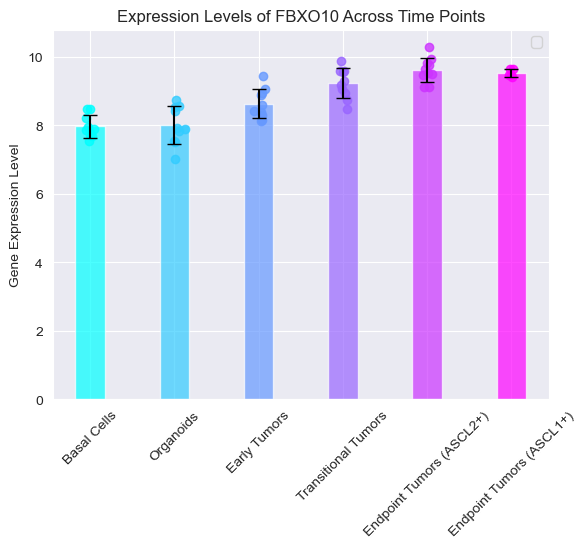 Expression Levels of FBXO10 Across Time Points
Gene Expression Level
10
8
6
4
2
0
Basal Cells
Organoids
Early Tumors
Transitional Tumors
Endpoint Tumors (ASCL2+)
Endpoint Tumors (ASCL1+)